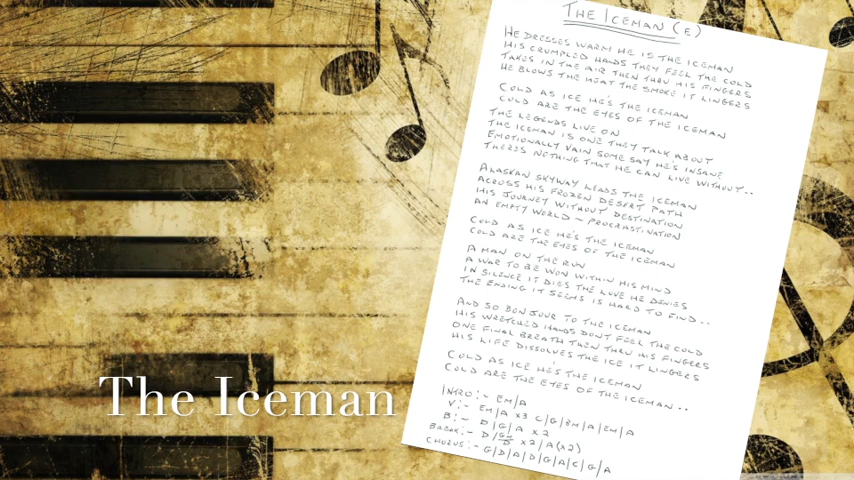 THE ICEMAN (E)
HE DRESSES WARM HE IS THE ICEMAN
HIS CRUMPLED HANDS THEY FEEL THE COLD
TAKES IN THE AIR THEN THRU HIS FINGERS
HE BLOWS THE HEAT THE SMOKE IT LINGERS
COLD AS ICE HE'S THE ICEMAN
COLD ARE THE EYES OF THE ICEMAN
THE LEGENDS LIVE ON
THE ICEMAN IS ONE THEY TALK ABOUT
EMOTIONALLY VAIN SOME SAY HE'S INSANE
THERES NOTHING THAT HE CAN LIVE WITHOUT..
ALASKAN SKYWAY LEADS THE ICEMAN
ACROSS HIS FROZEN DESERT PATH
HIS JOURNEY WITHOUT DESTINATION
AN EMPTY WORLD ~ PROCRASTINATION
COLD AS ICE HE'S THE ICEMAN
COLD ARE THE EYES OF THE ICEMAN
A MAN ON THE RUN
A WAR TO BE WON WITHIN HIS MIND
IN SILENCE IT DIES THE LOVE HE DENIES
THE ENDING IT SEEMS IS HARD TO FIND..
AND SO BONJOUR TO THE ICEMAN
HIS WRETCHED HANDS DONT FEEL THE COLD
ONE FINAL BREATH THEN THRU HIS FINGERS
HIS LIFE DISSOLVES THE ICE IT LINGERS
COLD AS ICE HE'S THE ICEMAN
COLD ARE THE EYES OF THE ICEMAN..
INTRO:- EM/A
V:- EM/A x3 C/G/BM/A/EM/A
B:- D/G/A x2
BREAK:- D/ x2/A(x2)
CHORUS:- G/D/A/D/G/A/C/G/A
The Iceman